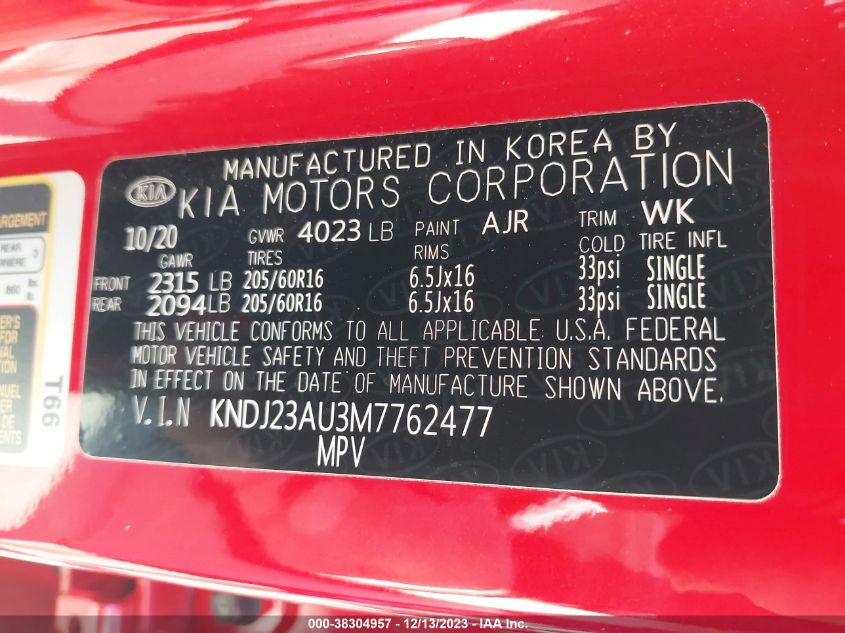 MANUFACTURED IN KOREA BY
KIA KIA MOTORS CORPORATION
10/20 GVWR 4023 LB PAINT AJR TRIM WK
GAWR TIRES RIMS COLD TIRE INFL
FRONT 2315 LB 205/60R16 6.5Jx16 33psi SINGLE
REAR 2094 LB 205/60R16 6.5Jx16 33psi SINGLE
THIS VEHICLE CONFORMS TO ALL APPLICABLE U.S.A. FEDERAL
MOTOR VEHICLE SAFETY AND THEFT PREVENTION STANDARDS
IN EFFECT ON THE DATE OF MANUFACTURE SHOWN ABOVE.
V.I.N KNDJ23AU3M7762477
MPV
REAR
860
T66
000-38304957 - 12/13/2023 - IAA Inc.